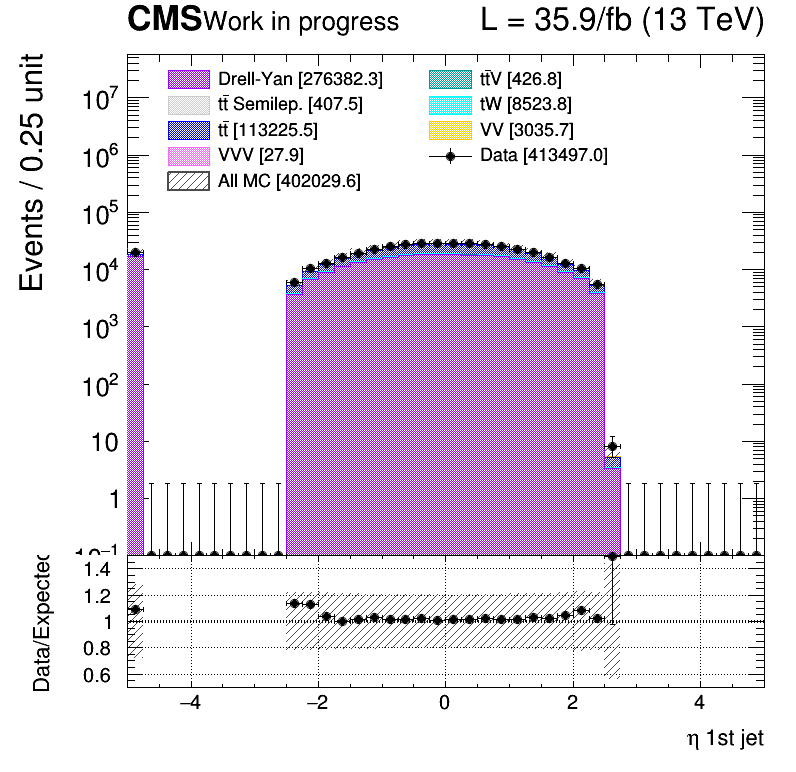 CMS Work in progress L = 35.9/fb (13 TeV)
Events / 0.25 unit
Drell-Yan [276382.3]
tt̄ Semilep. [407.5]
tt̄ [113225.5]
VVV [27.9]
All MC [402029.6]
tt̄V [426.8]
tW [8523.8]
VV [3035.7]
Data [413497.0]
10⁷
10⁶
10⁵
10⁴
10³
10²
10
1
10⁻¹
Data/Expected
1.4
1.2
1
0.8
0.6
−4 −2 0 2 4
η 1st jet